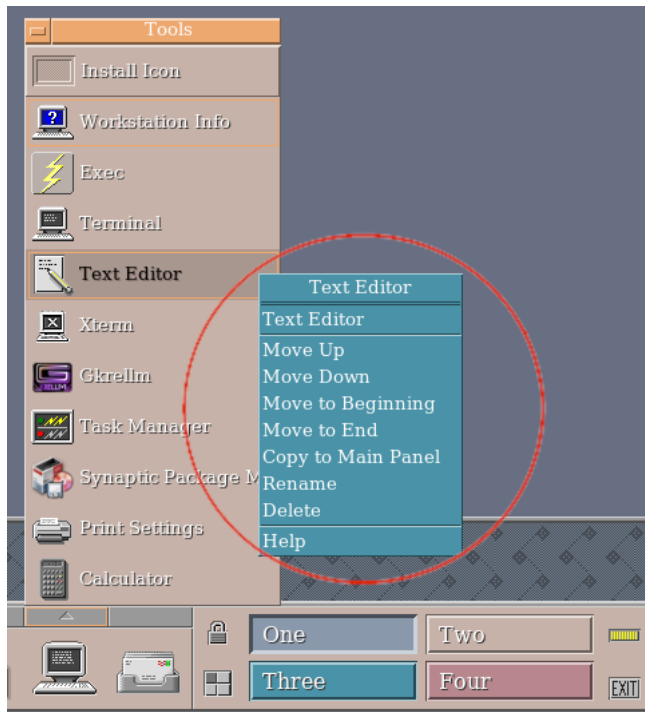 Tools
Install Icon
Workstation Info
Exec
Terminal
Text Editor
Xterm
Gkrellm
Task Manager
Synaptic Package M
Print Settings
Calculator
Text Editor
Text Editor
Move Up
Move Down
Move to Beginning
Move to End
Copy to Main Panel
Rename
Delete
Help
One
Two
Three
Four
EXIT